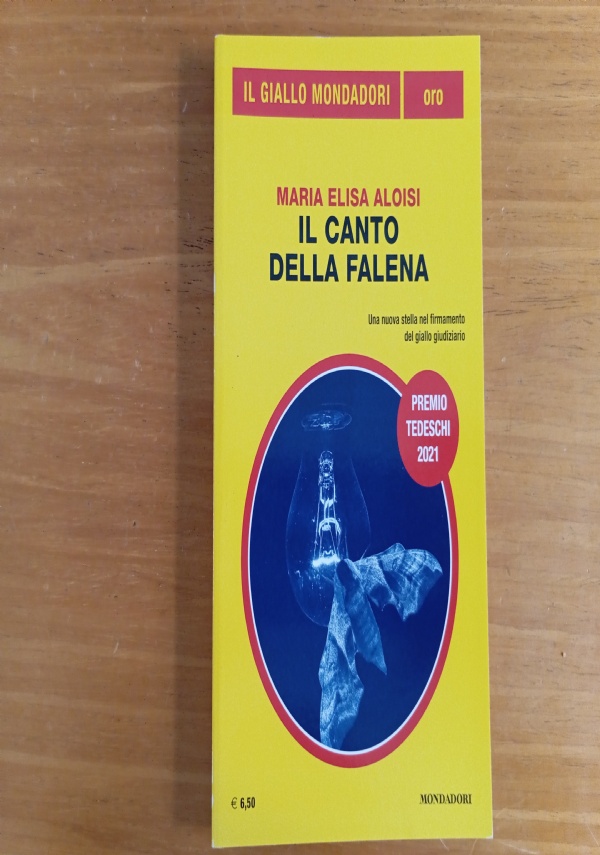 IL GIALLO MONDADORI oro
MARIA ELISA ALOISI
IL CANTO
DELLA FALENA
Una nuova stella nel firmamento
del giallo giudiziario
PREMIO
TEDESCHI
2021
€ 6,50
MONDADORI